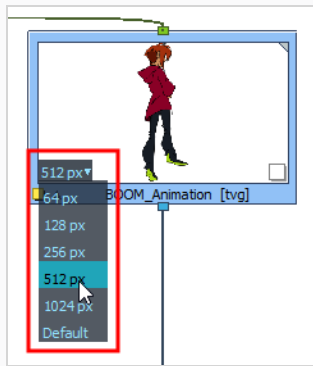 512 px
64 px
BOOM_Animation [tvg]
128 px
256 px
512 px
1024 px
Default